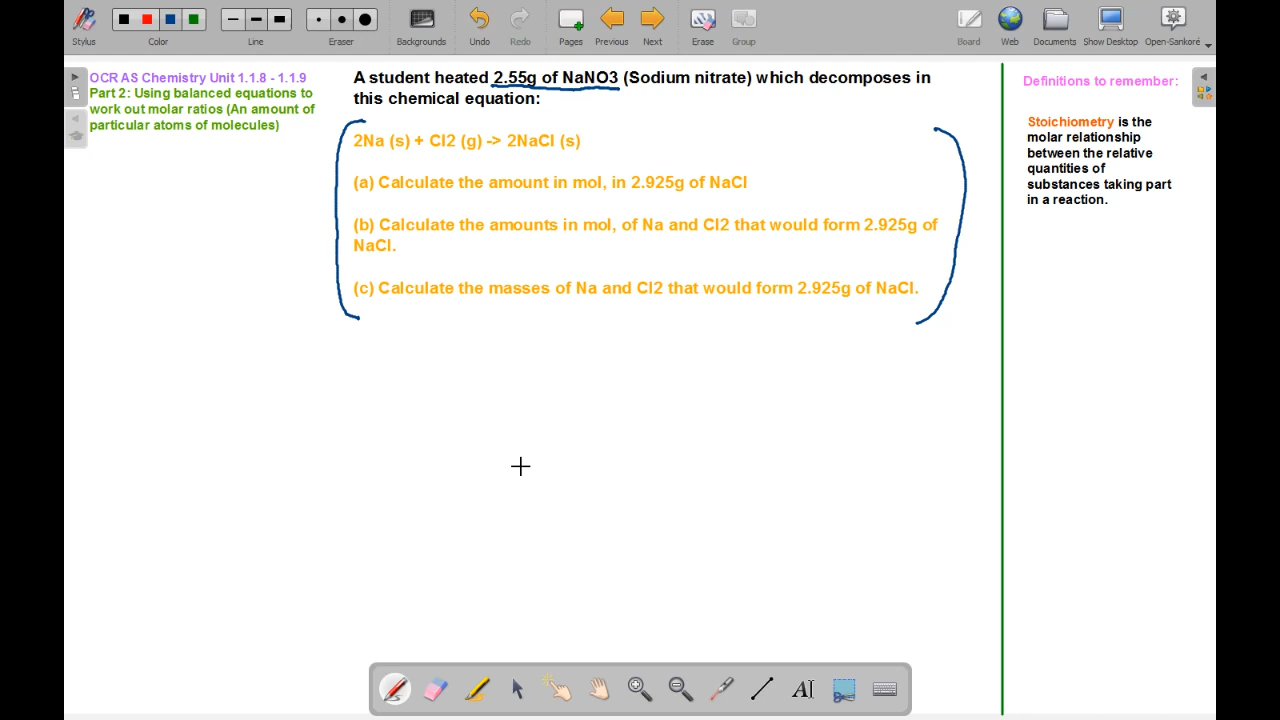 Stylus
Color
Line
Eraser
Backgrounds
Undo
Redo
Pages
Previous
Next
Erase
Group
Board
Web
Documents
Show Desktop
Open-Sankoré
OCR AS Chemistry Unit 1.1.8 - 1.1.9
Part 2: Using balanced equations to
work out molar ratios (An amount of
particular atoms of molecules)
A student heated 2.55g of NaNO3 (Sodium nitrate) which decomposes in
this chemical equation:
2Na (s) + Cl2 (g) -> 2NaCl (s)
(a) Calculate the amount in mol, in 2.925g of NaCl
(b) Calculate the amounts in mol, of Na and Cl2 that would form 2.925g of
NaCl.
(c) Calculate the masses of Na and Cl2 that would form 2.925g of NaCl.
Definitions to remember:
Stoichiometry is the
molar relationship
between the relative
quantities of
substances taking part
in a reaction.
AI